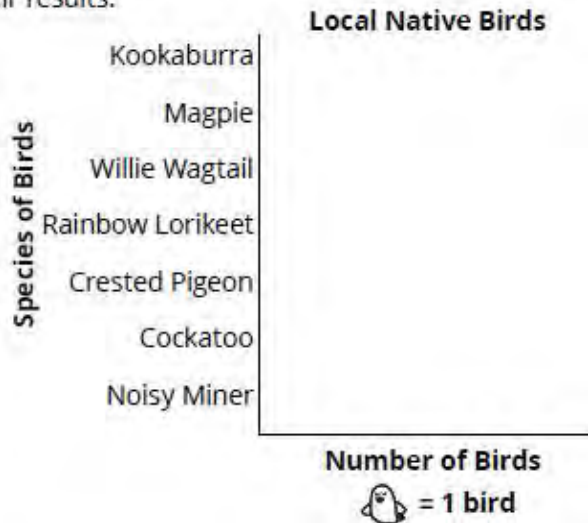 results.
Local Native Birds
Species of Birds
Kookaburra
Magpie
Willie Wagtail
Rainbow Lorikeet
Crested Pigeon
Cockatoo
Noisy Miner
Number of Birds
= 1 bird